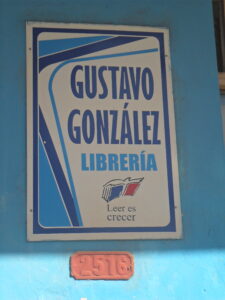 GUSTAVO
GONZÁLEZ
LIBRERÍA
Leer es
crecer
2516